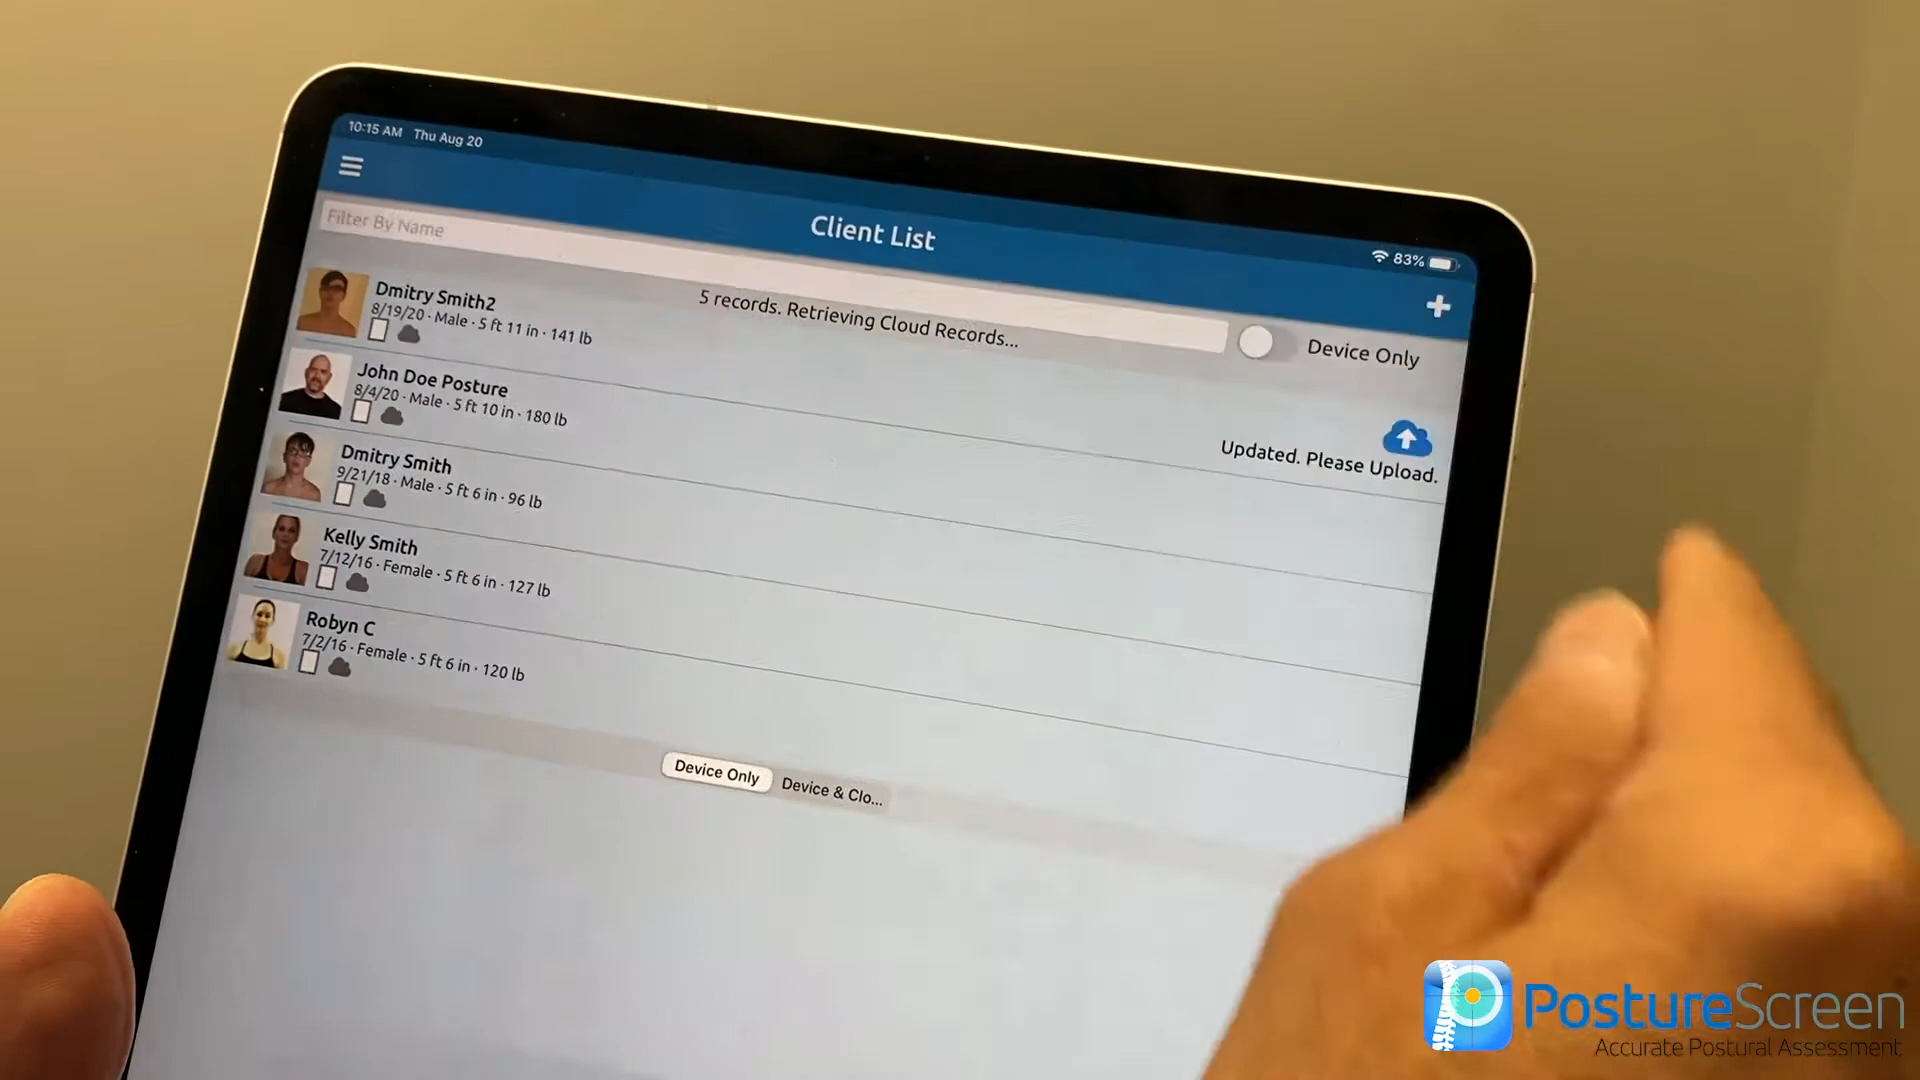 10:15 AM Thu Aug 20
83%
Client List
Filter By Name
5 records. Retrieving Cloud Records...
Device Only
Dmitry Smith2
8/19/20 · Male · 5 ft 11 in · 141 lb
John Doe Posture
8/4/20 · Male · 5 ft 10 in · 180 lb
Updated. Please Upload.
Dmitry Smith
9/21/18 · Male · 5 ft 6 in · 96 lb
Kelly Smith
7/12/16 · Female · 5 ft 6 in · 127 lb
Robyn C
7/2/16 · Female · 5 ft 6 in · 120 lb
Device Only Device & Clo...
PostureScreen
Accurate Postural Assessment